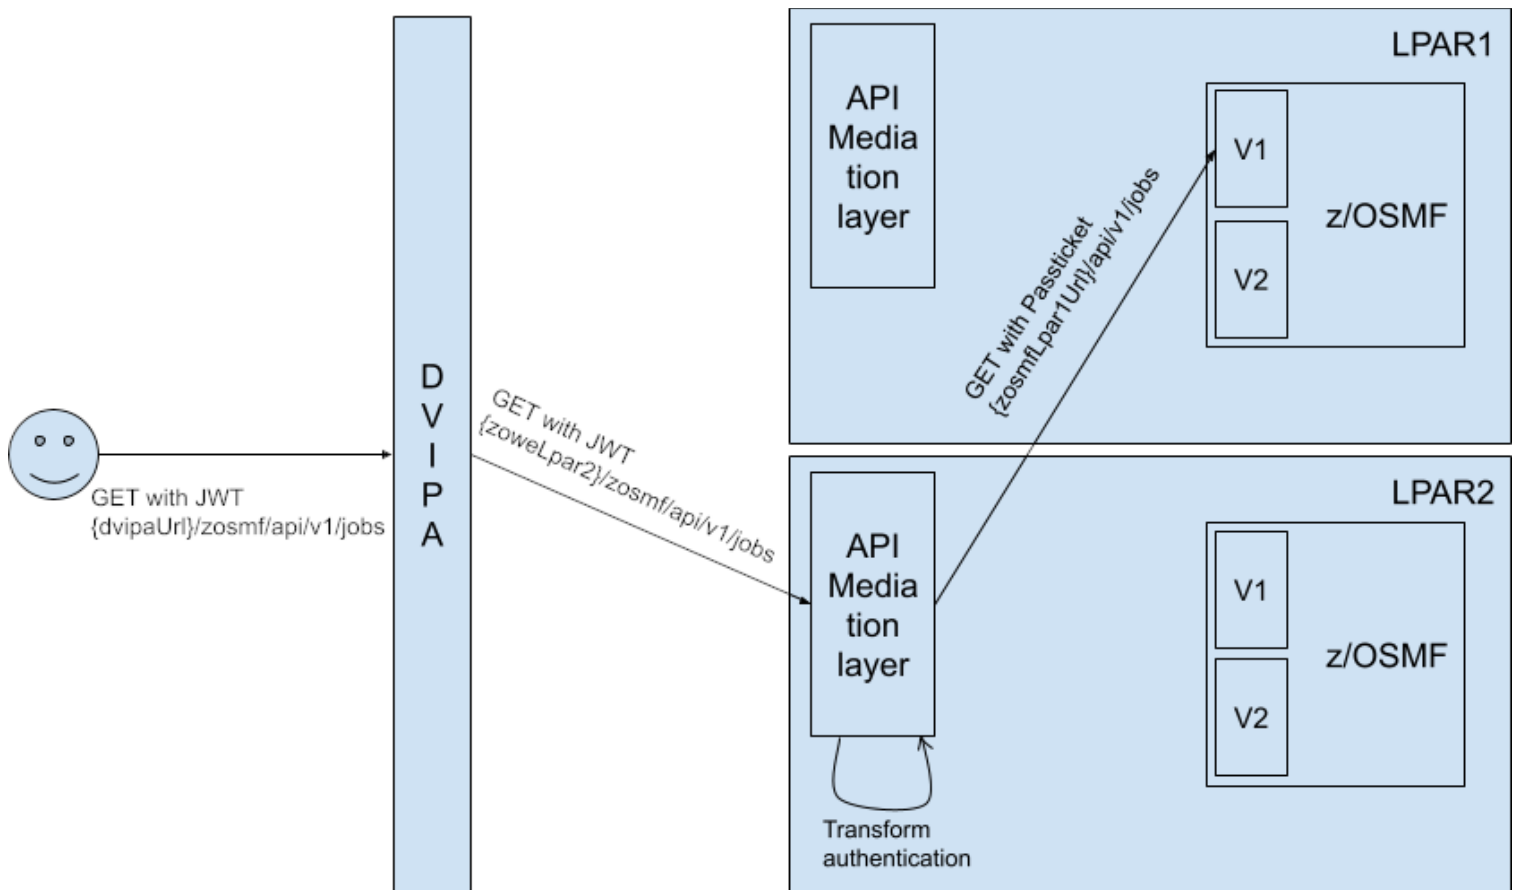 GET with JWT
{dvipaUrl}/zosmf/api/v1/jobs
D
V
I
P
A
GET with JWT
{zoweLpar2}/zosmf/api/v1/jobs
LPAR1
API
Media
tion
layer
V1
V2
z/OSMF
GET with Passticket
{zosmfLpar1Url}/api/v1/jobs
LPAR2
API
Media
tion
layer
V1
V2
z/OSMF
Transform
authentication